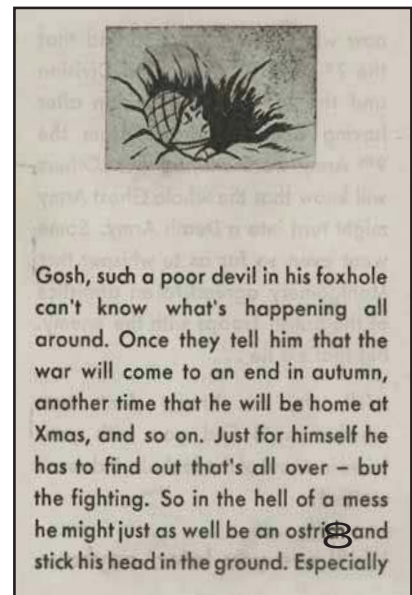 Gosh, such a poor devil in his foxhole
can't know what's happening all
around. Once they tell him that the
war will come to an end in autumn,
another time that he will be home at
Xmas, and so on. Just for himself he
has to find out that's all over – but
the fighting. So in the hell of a mess
he might just as well be an ostrich and
8
stick his head in the ground. Especially